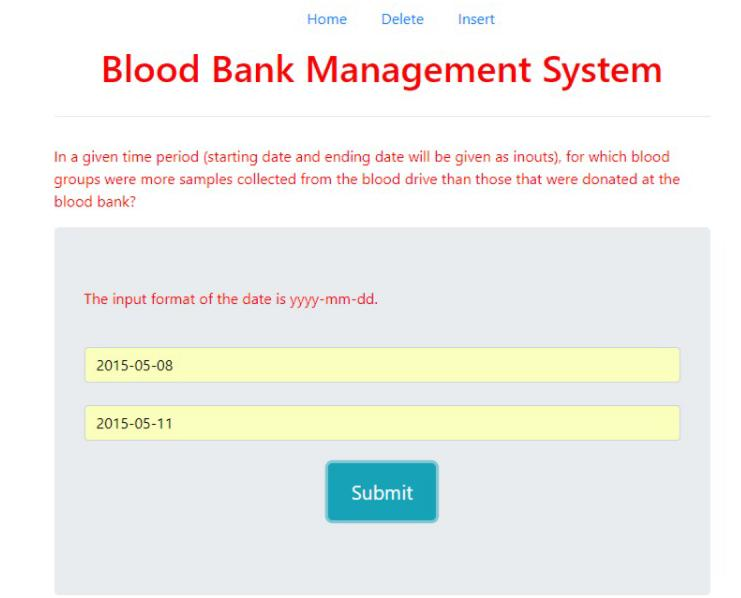 Home Delete Insert
Blood Bank Management System
In a given time period (starting date and ending date will be given as inouts), for which blood
groups were more samples collected from the blood drive than those that were donated at the
blood bank?
The input format of the date is yyyy-mm-dd.
2015-05-08
2015-05-11
Submit